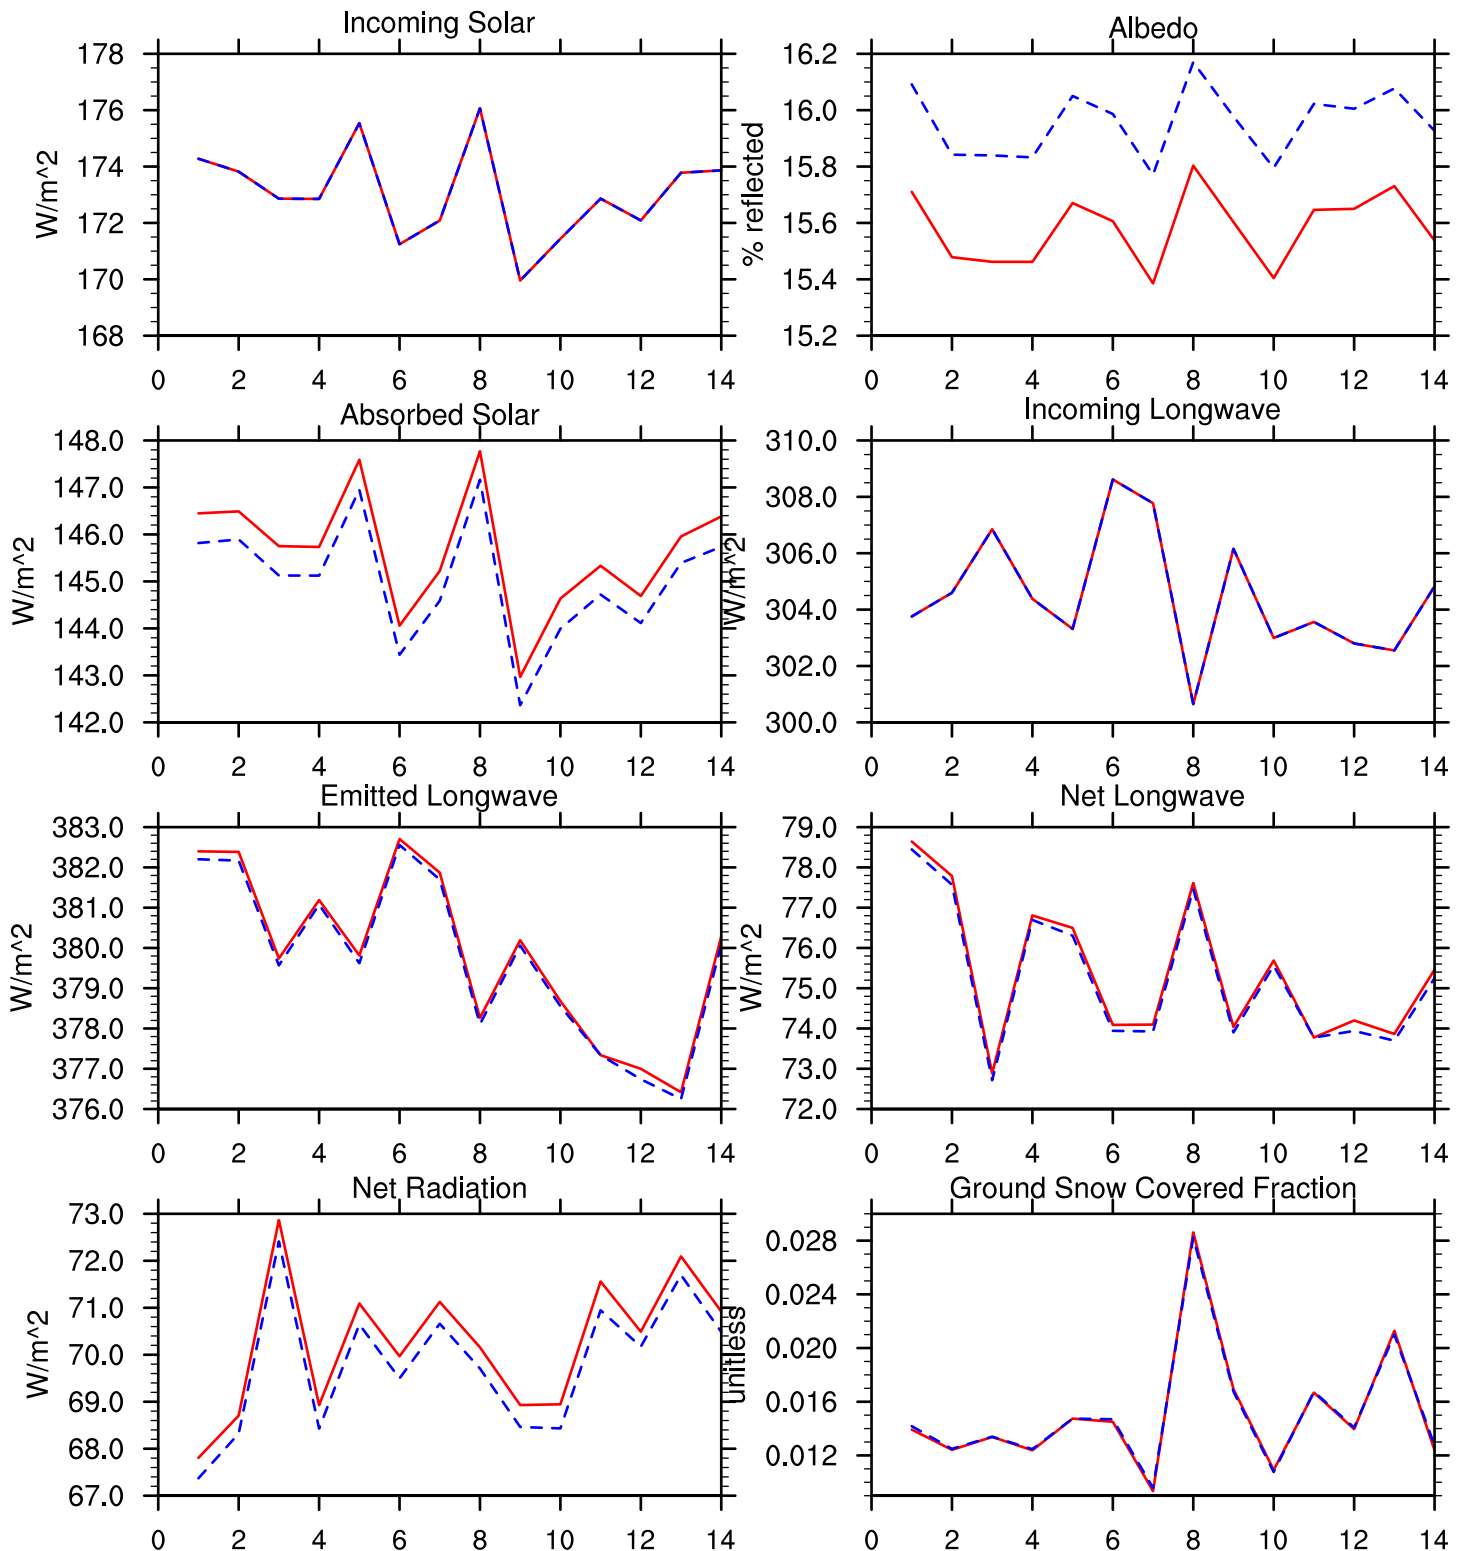 Incoming Solar
178
176
174
172
170
168
W/m^2
0 2 4 6 8 10 12 14
Albedo
16.2
16.0
15.8
15.6
15.4
15.2
% reflected
0 2 4 6 8 10 12 14
Absorbed Solar
148.0
147.0
146.0
145.0
144.0
143.0
142.0
W/m^2
0 2 4 6 8 10 12 14
Incoming Longwave
310.0
308.0
306.0
304.0
302.0
300.0
W/m^2
0 2 4 6 8 10 12 14
Emitted Longwave
383.0
382.0
381.0
380.0
379.0
378.0
377.0
376.0
W/m^2
0 2 4 6 8 10 12 14
Net Longwave
79.0
78.0
77.0
76.0
75.0
74.0
73.0
72.0
W/m^2
0 2 4 6 8 10 12 14
Net Radiation
73.0
72.0
71.0
70.0
69.0
68.0
67.0
W/m^2
0 2 4 6 8 10 12 14
Ground Snow Covered Fraction
0.028
0.024
0.020
0.016
0.012
unitless
0 2 4 6 8 10 12 14